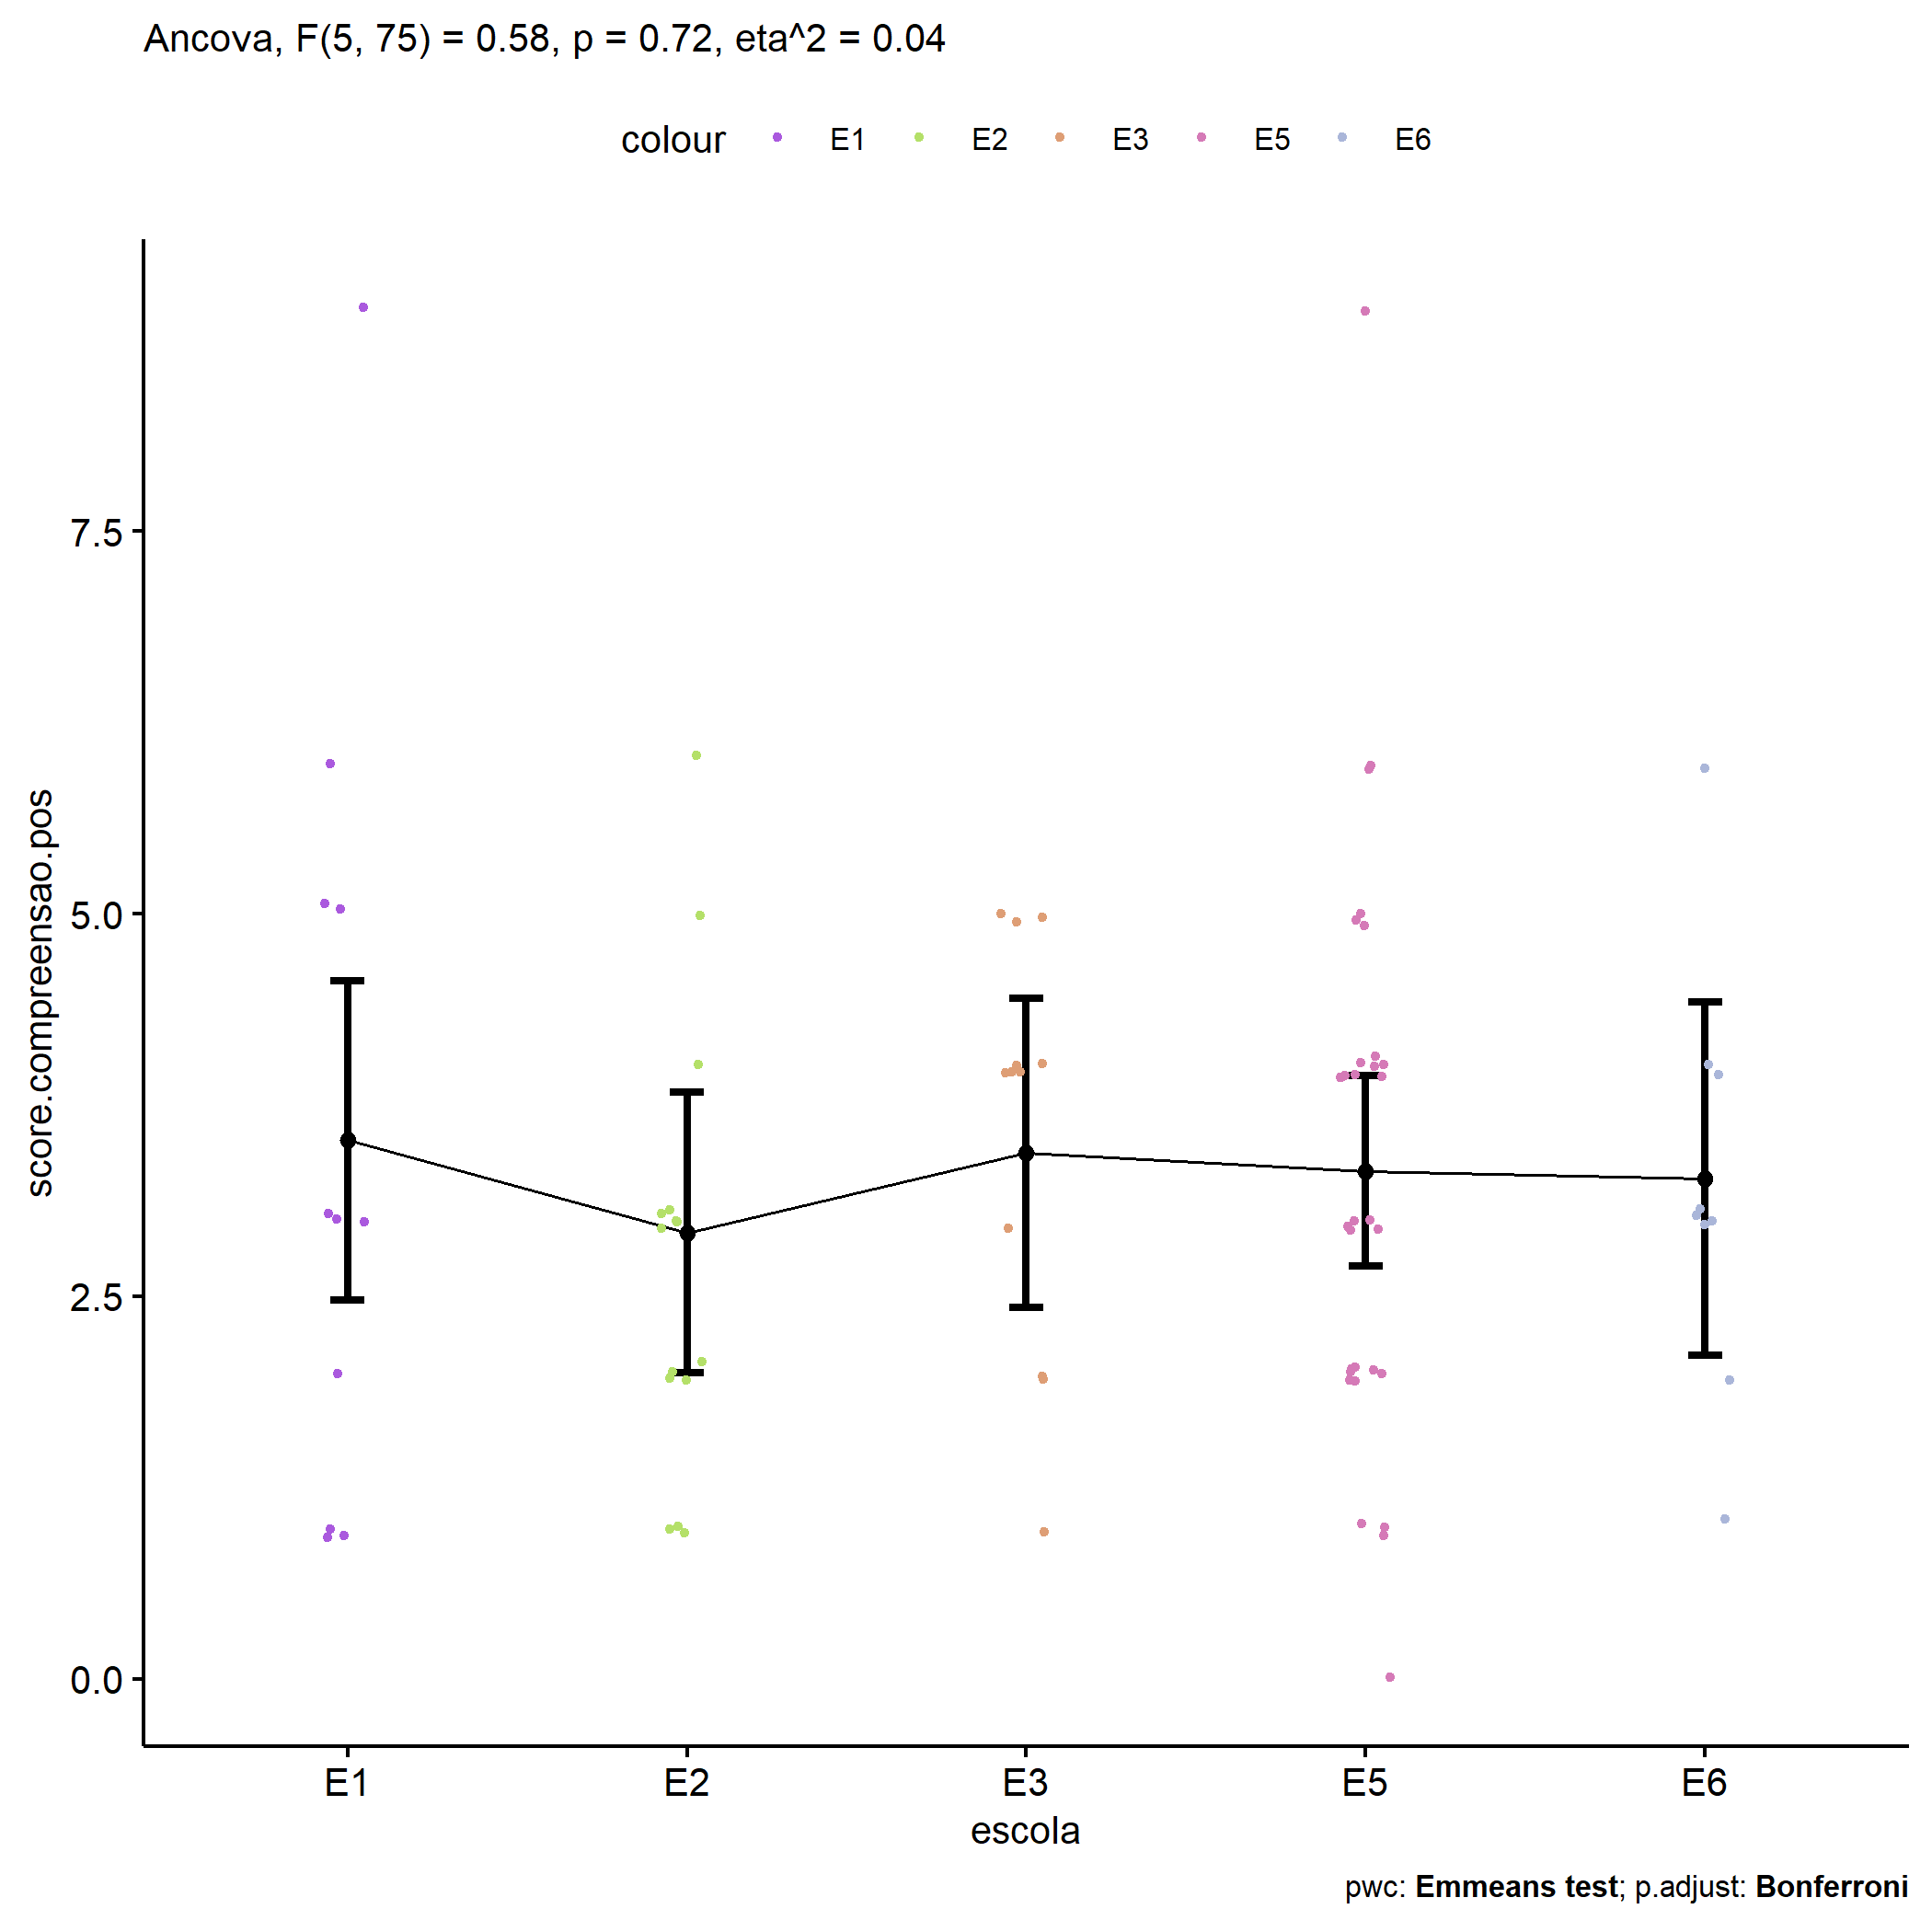 Ancova, F(5, 75) = 0.58, p = 0.72, eta^2 = 0.04
colour E1 E2 E3 E5 E6
score.compreensao.pos
7.5
5.0
2.5
0.0
E1 E2 E3 E5 E6
escola
pwc: Emmeans test; p.adjust: Bonferroni